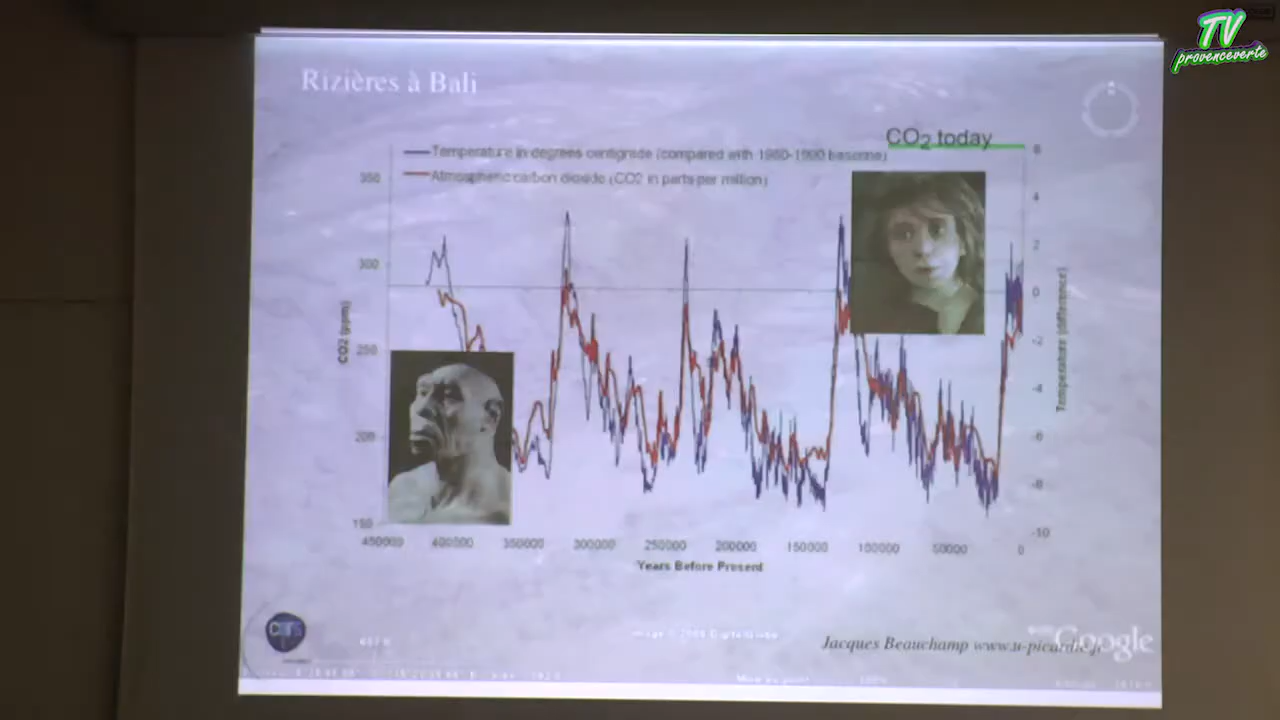 TV
provenceverte
Rizières à Bali
CO2 today
Temperature in degrees centigrade (compared with 1960-1990 baseline)
Atmospheric carbon dioxide (CO2 in parts per million)
350
300
250
200
150
CO2 (ppm)
6
4
2
0
-2
-4
-6
-8
-10
Temperature (difference)
450000 400000 350000 300000 250000 200000 150000 100000 50000 0
Years Before Present
Jacques Beauchamp www.u-picardie.fr
Google